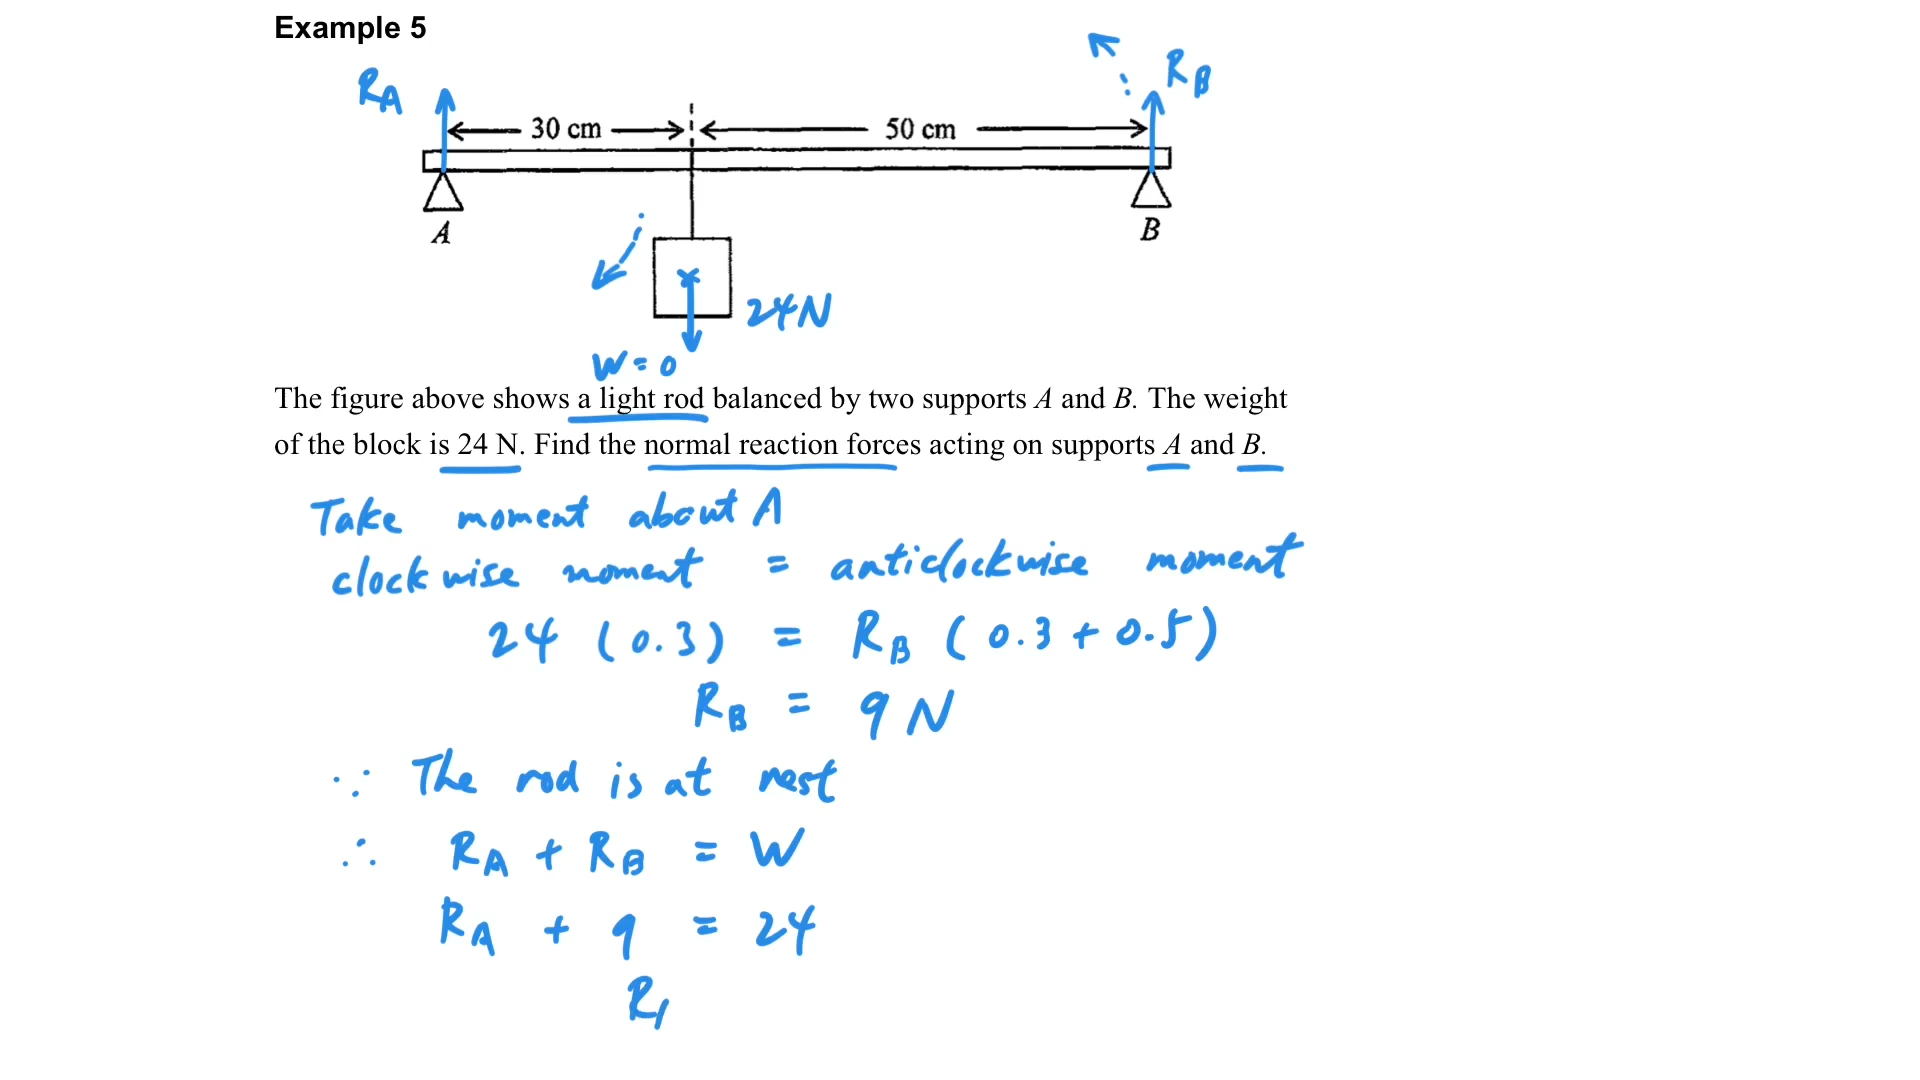 Example 5
RA
RB
30 cm
50 cm
A
B
24N
W = 0
The figure above shows a light rod balanced by two supports A and B. The weight
of the block is 24 N. Find the normal reaction forces acting on supports A and B.
Take moment about A
clockwise moment = anticlockwise moment
24 (0.3) = RB (0.3 + 0.5)
RB = 9 N
∵ The rod is at rest
∴ RA + RB = W
RA + 9 = 24
R